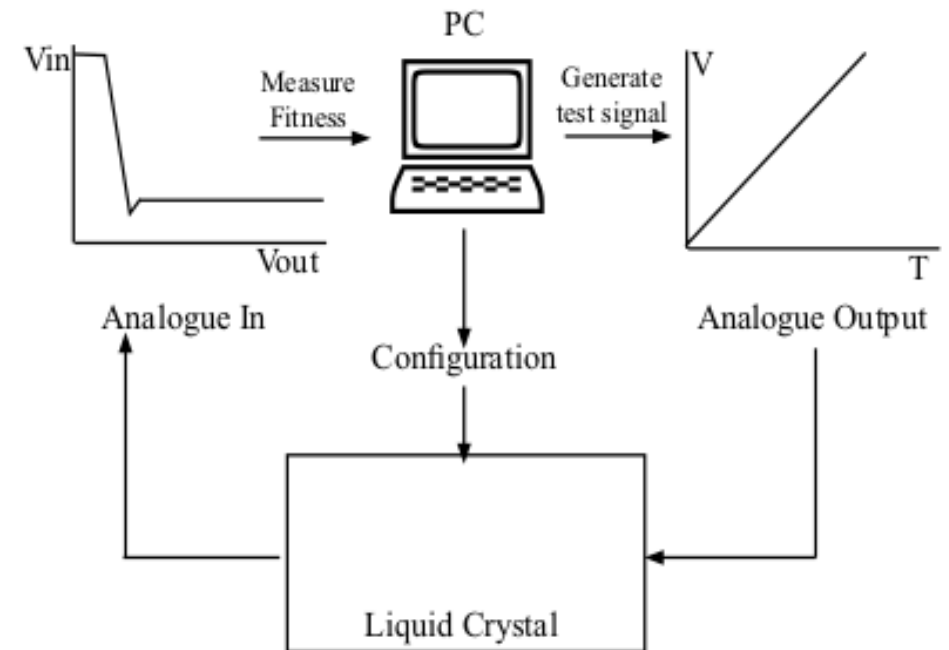 PC
Vin
Measure
Fitness
Generate
test signal
V
Vout
T
Analogue In
Analogue Output
Configuration
Liquid Crystal